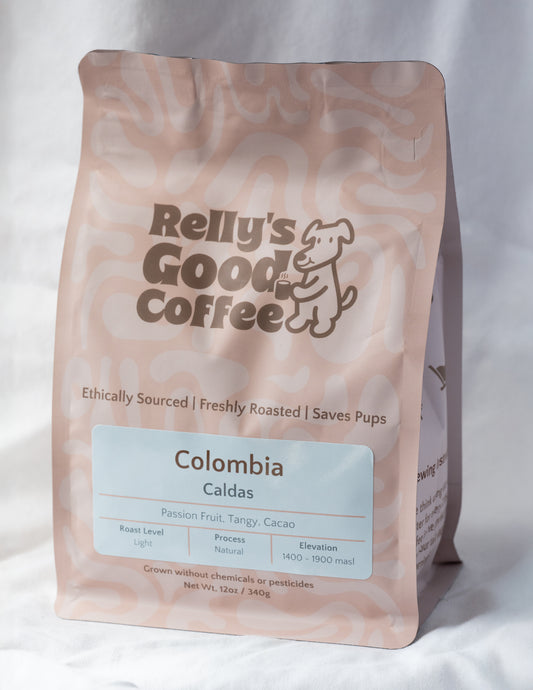 Relly's
Good
Coffee
Ethically Sourced | Freshly Roasted | Saves Pups
Colombia
Caldas
Passion Fruit, Tangy, Cacao
Roast Level
Light
Process
Natural
Elevation
1400 - 1900 masl
Grown without chemicals or pesticides
Net Wt. 12oz / 340g